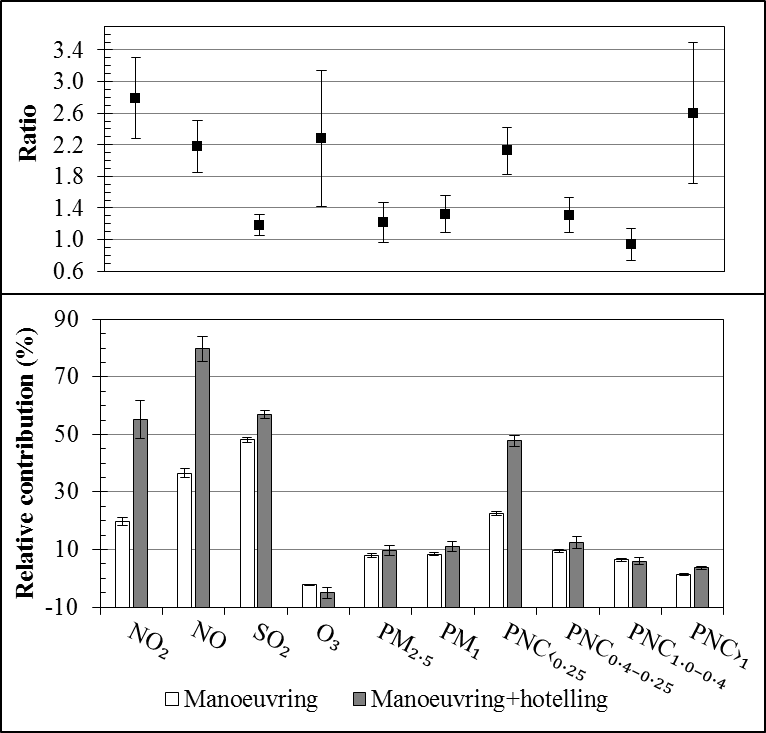 Ratio
3.4
3.0
2.6
2.2
1.8
1.4
1.0
0.6
Relative contribution (%)
90
70
50
30
10
-10
NO₂
NO
SO₂
O₃
PM₂.₅
PM₁
PNC<₀.₂₅
PNC₀.₄₋₀.₂₅
PNC₁.₀₋₀.₄
PNC>₁
Manoeuvring
Manoeuvring+hotelling